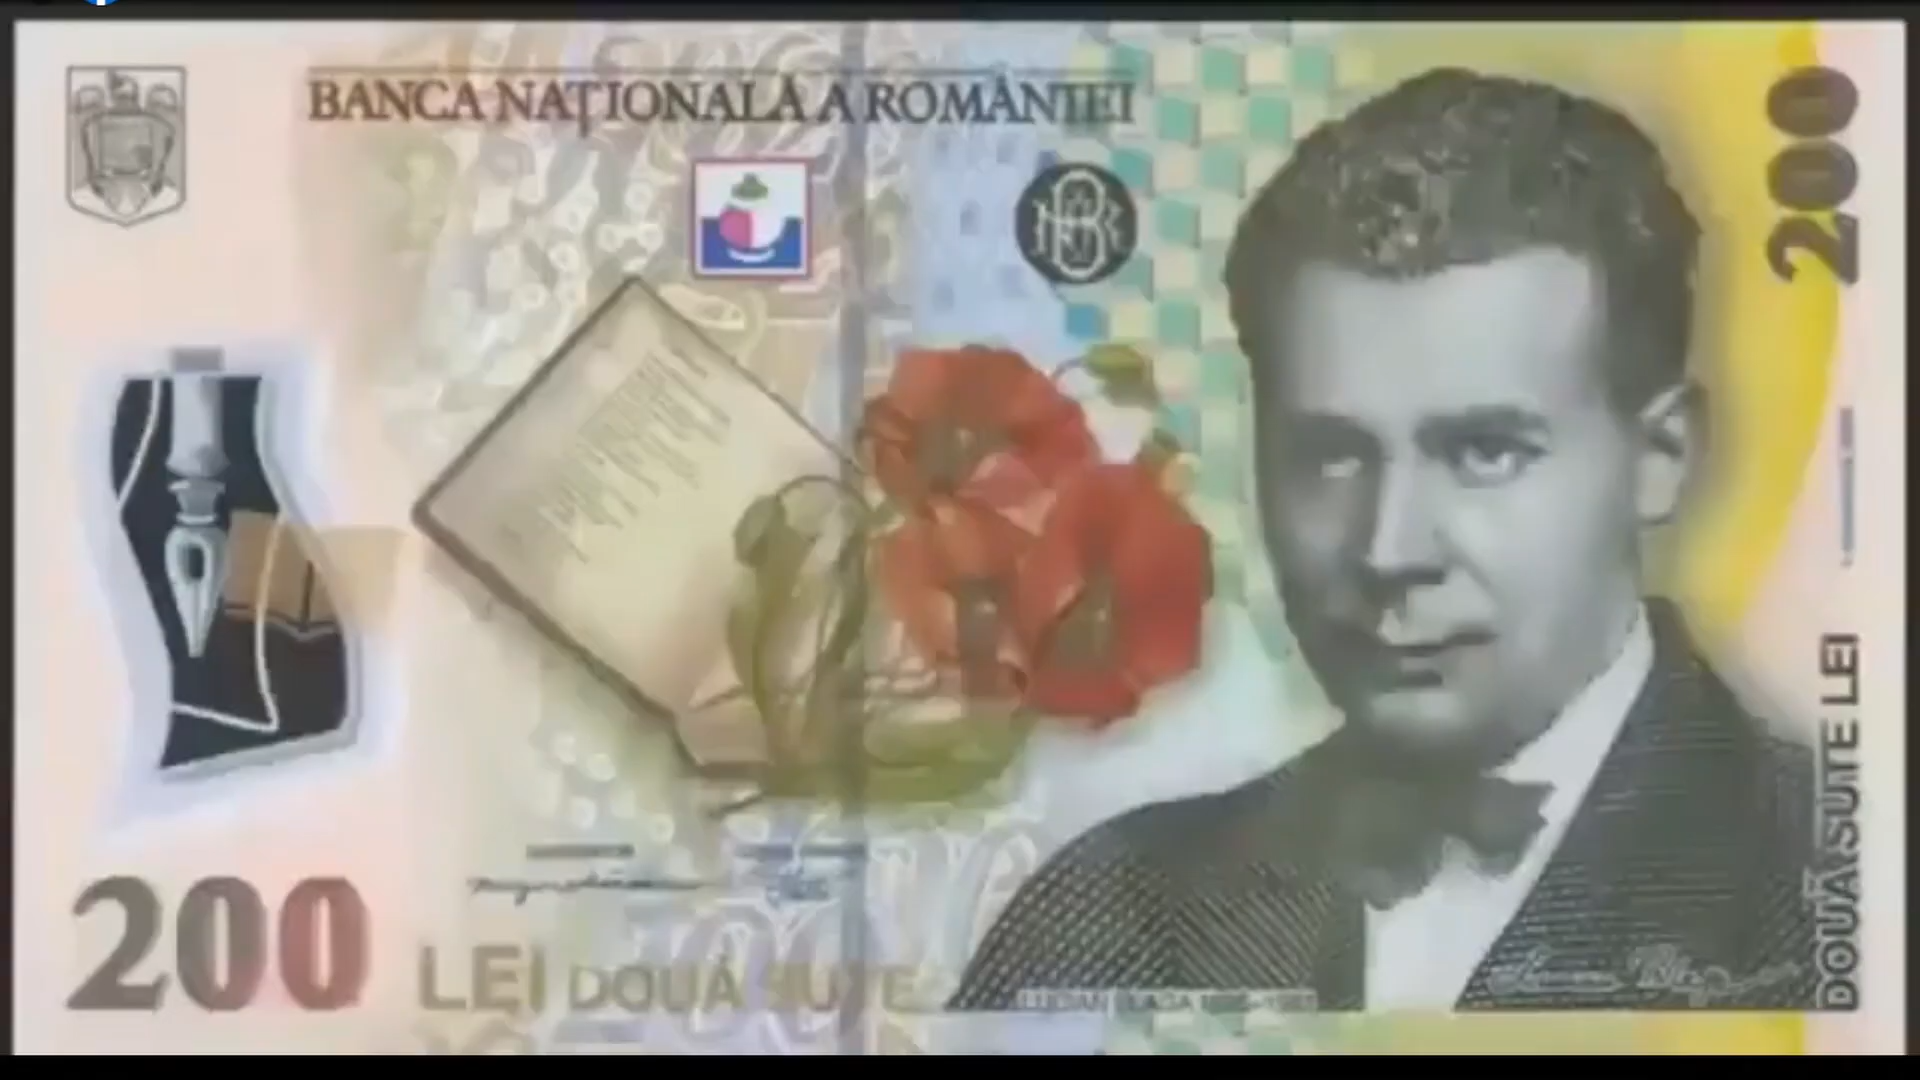 BANCA NAȚIONALĂ A ROMÂNIEI
200
200
LEI DOUĂ SUTE
DOUĂ SUTE LEI